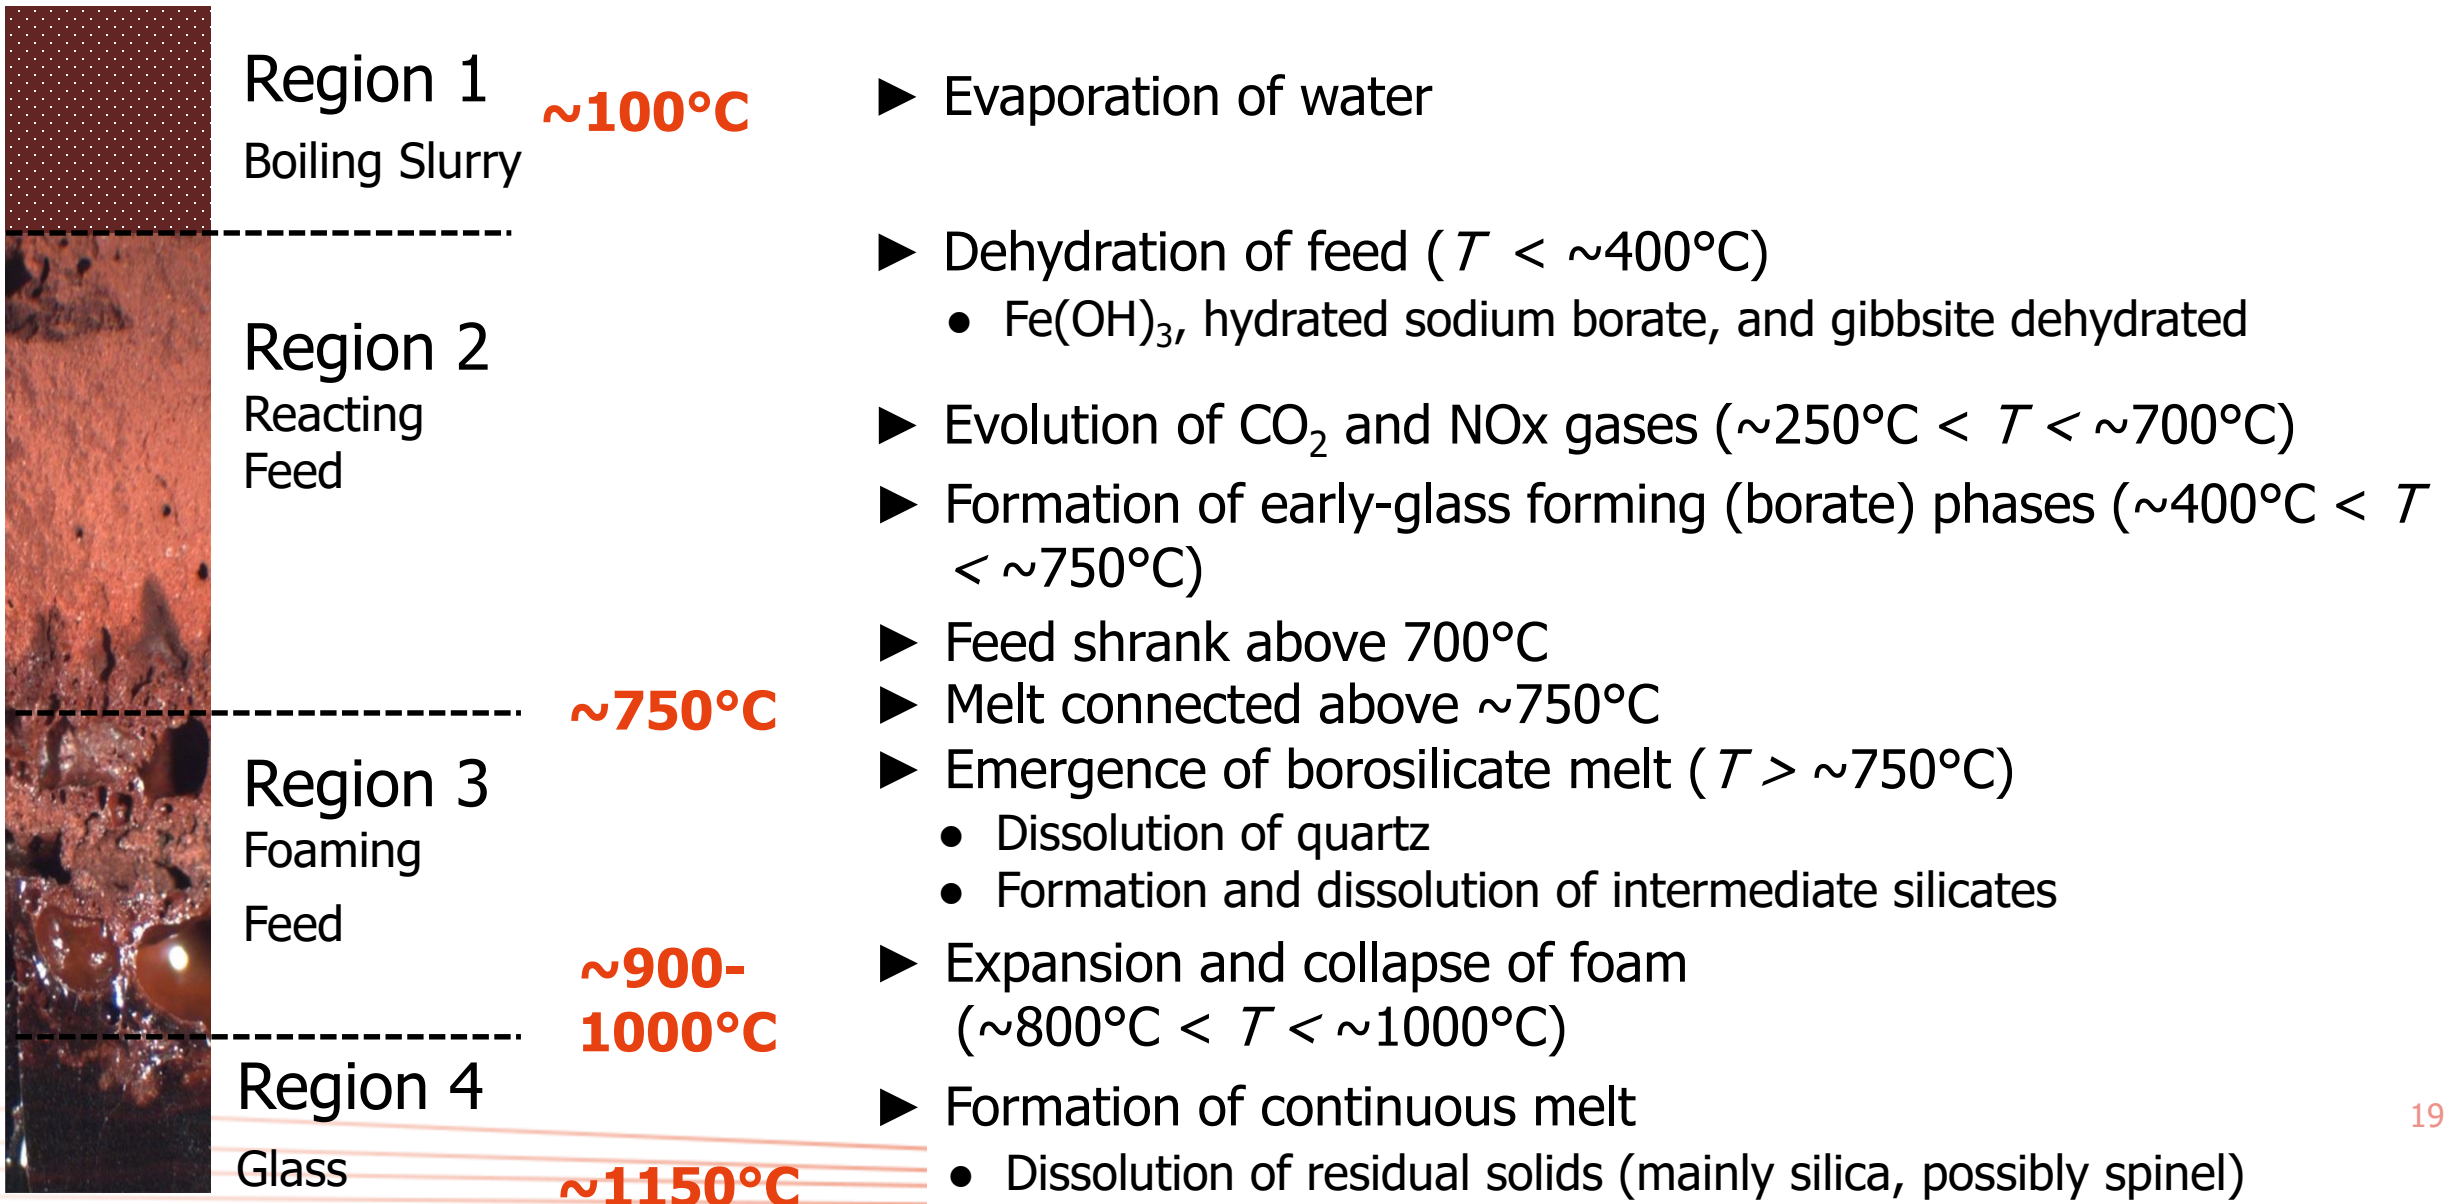 Region 1
~100°C
Boiling Slurry
► Evaporation of water
► Dehydration of feed (T < ~400°C)
● Fe(OH)₃, hydrated sodium borate, and gibbsite dehydrated
Region 2
Reacting
Feed
► Evolution of CO₂ and NOx gases (~250°C < T < ~700°C)
► Formation of early-glass forming (borate) phases (~400°C < T
< ~750°C)
► Feed shrank above 700°C
~750°C
► Melt connected above ~750°C
Region 3
Foaming
Feed
► Emergence of borosilicate melt (T > ~750°C)
● Dissolution of quartz
● Formation and dissolution of intermediate silicates
~900-
1000°C
► Expansion and collapse of foam
(~800°C < T < ~1000°C)
Region 4
Glass
~1150°C
► Formation of continuous melt
● Dissolution of residual solids (mainly silica, possibly spinel)
19